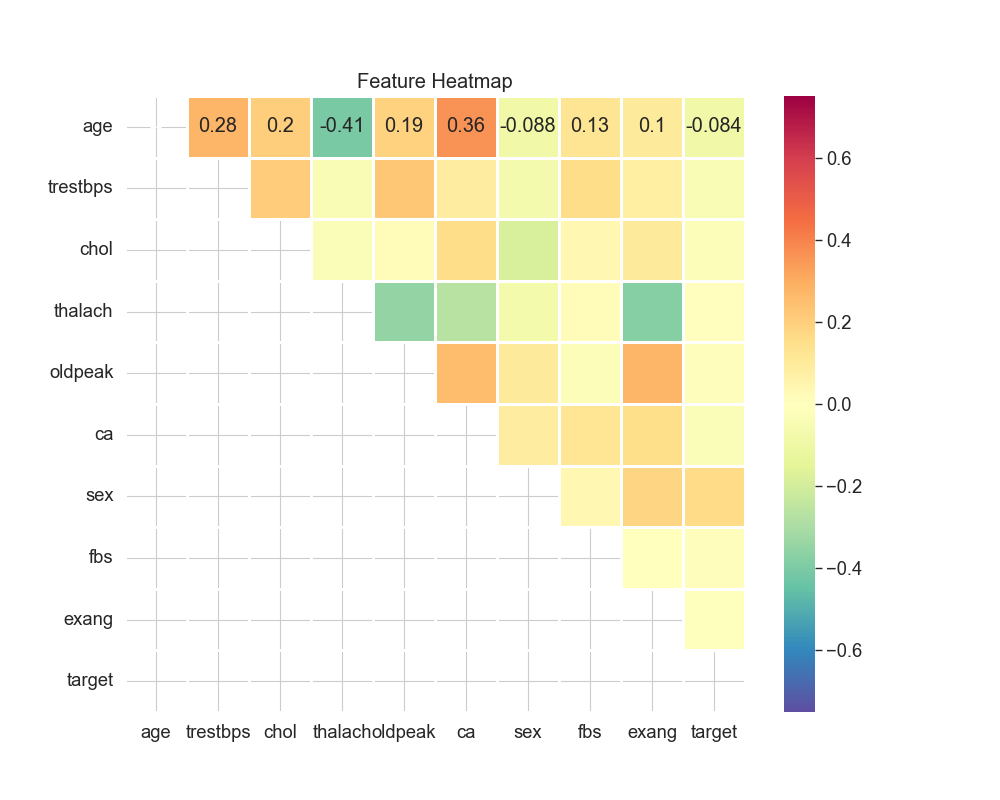 Feature Heatmap
age 0.28 0.2 -0.41 0.19 0.36 -0.088 0.13 0.1 -0.084
trestbps
chol
thalach
oldpeak
ca
sex
fbs
exang
target
age trestbps chol thalach oldpeak ca sex fbs exang target
0.6
0.4
0.2
0.0
−0.2
−0.4
−0.6